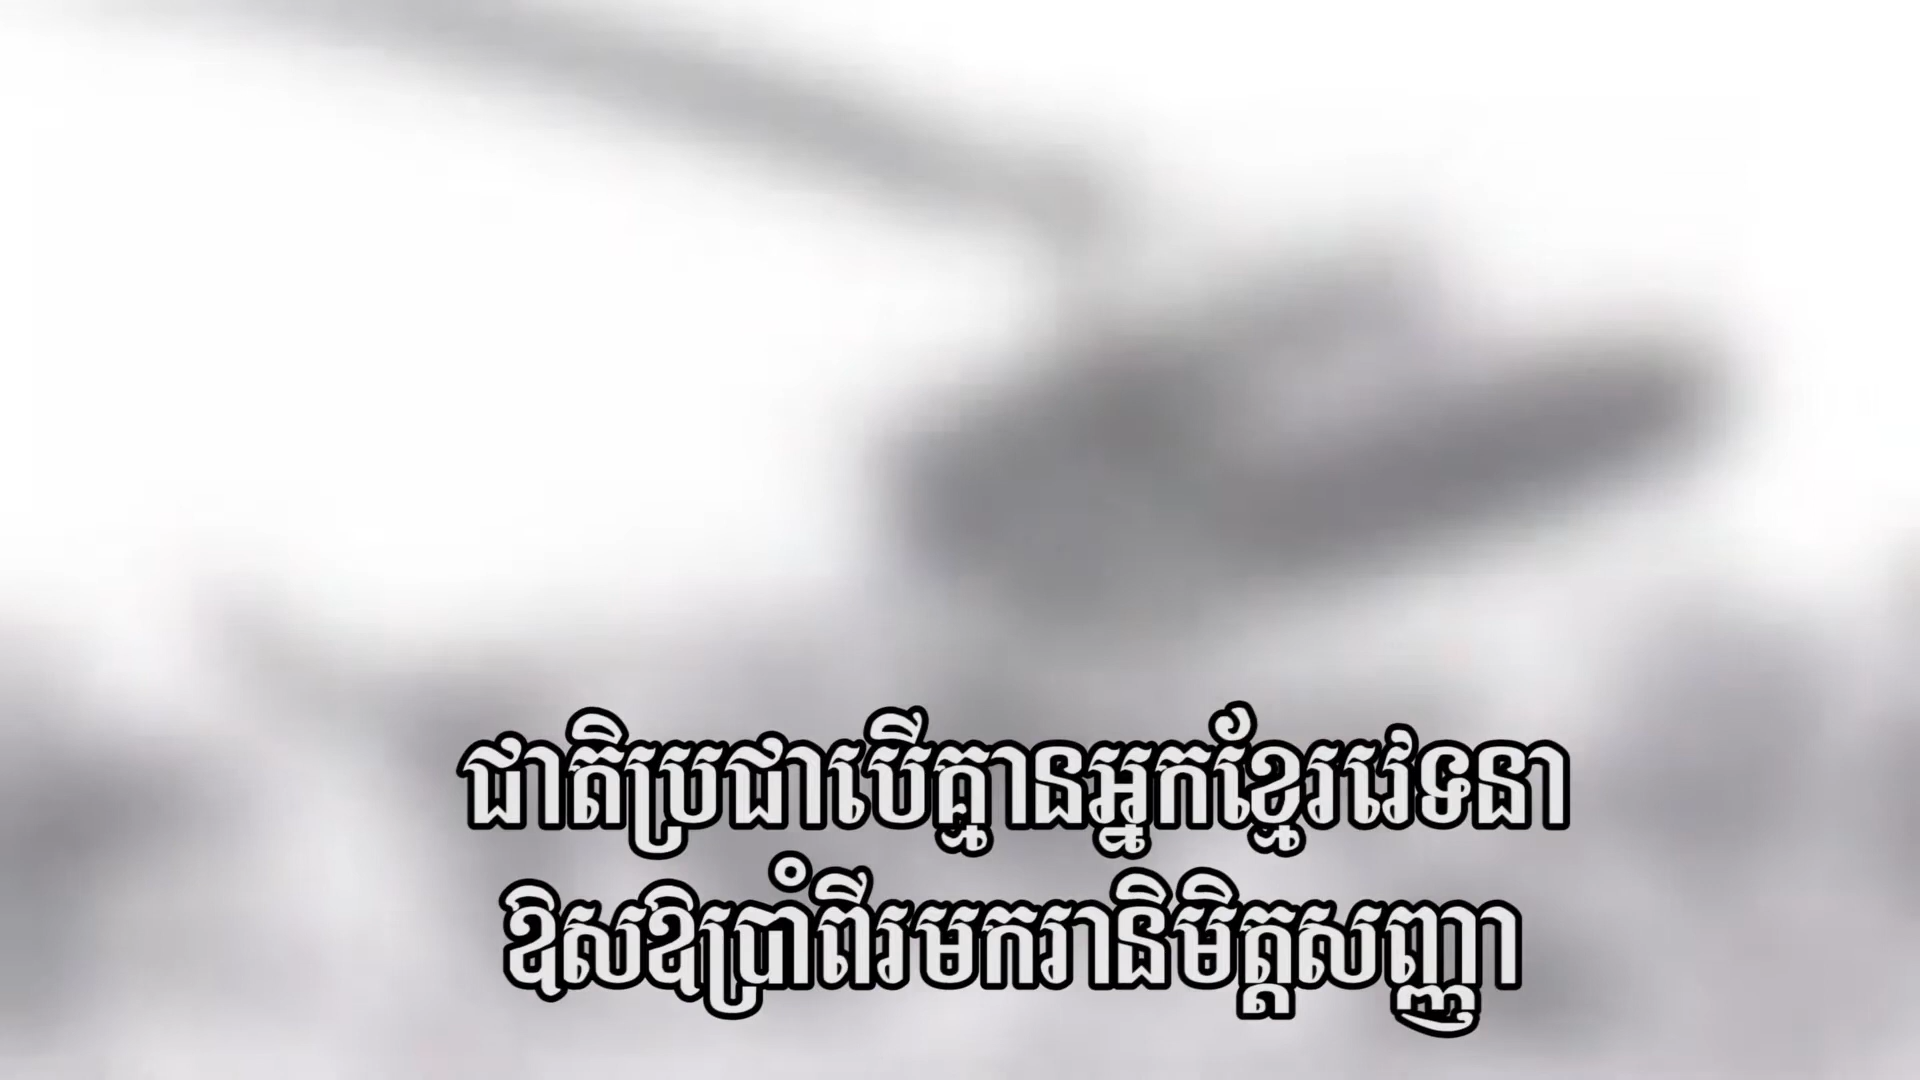 ជាតិប្រជាបើគ្មានអ្នកខ្មែរវេទនា
ឱសឱប្រាំពីរមករានិមិត្តសញ្ញា